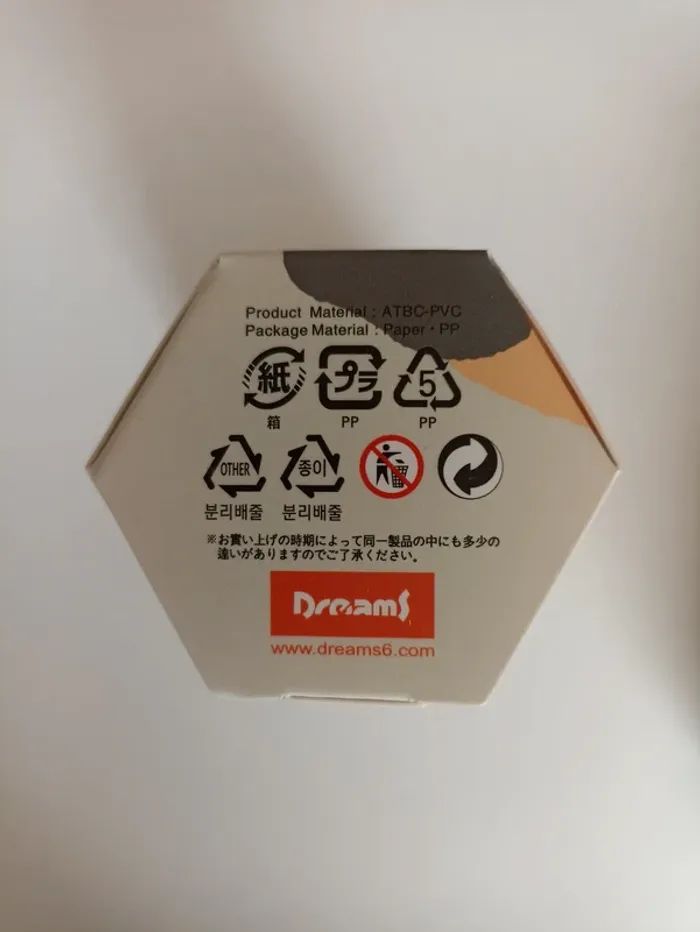 Product Material : ATBC-PVC
Package Material : Paper・PP
紙 プラ 5
箱 PP PP
OTHER 종이
분리배출 분리배출
※お買い上げの時期によって同一製品の中にも多少の
違いがありますのでご了承ください。
Dreams
www.dreams6.com